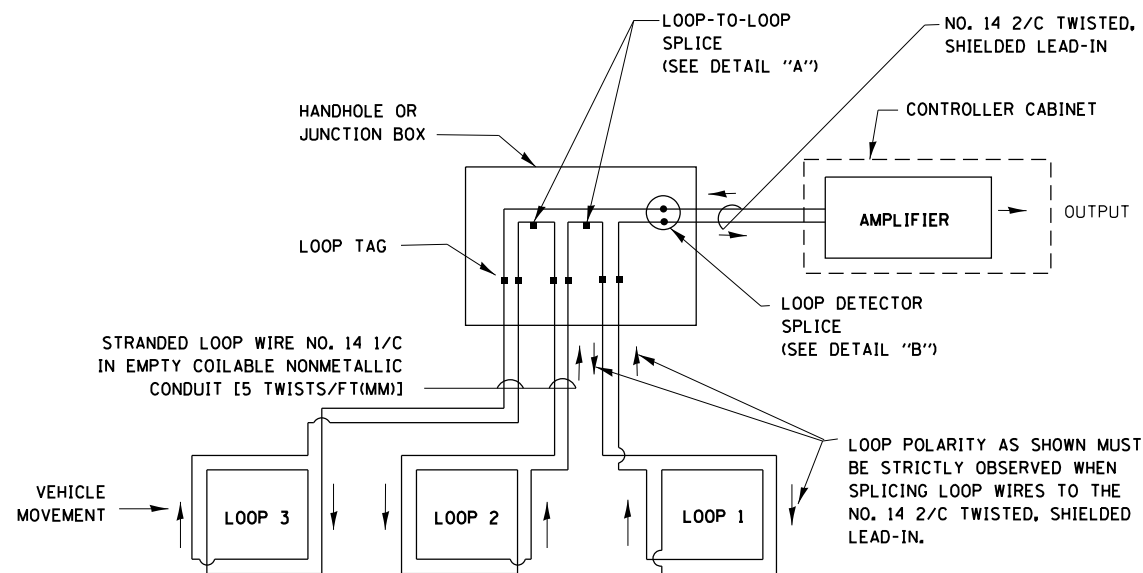 LOOP-TO-LOOP
SPLICE
(SEE DETAIL "A")
NO. 14 2/C TWISTED,
SHIELDED LEAD-IN
HANDHOLE OR
JUNCTION BOX
CONTROLLER CABINET
AMPLIFIER
OUTPUT
LOOP TAG
LOOP DETECTOR
SPLICE
(SEE DETAIL "B")
STRANDED LOOP WIRE NO. 14 1/C
IN EMPTY COILABLE NONMETALLIC
CONDUIT [5 TWISTS/FT(MM)]
LOOP POLARITY AS SHOWN MUST
BE STRICTLY OBSERVED WHEN
SPLICING LOOP WIRES TO THE
NO. 14 2/C TWISTED, SHIELDED
LEAD-IN.
VEHICLE
MOVEMENT
LOOP 3
LOOP 2
LOOP 1